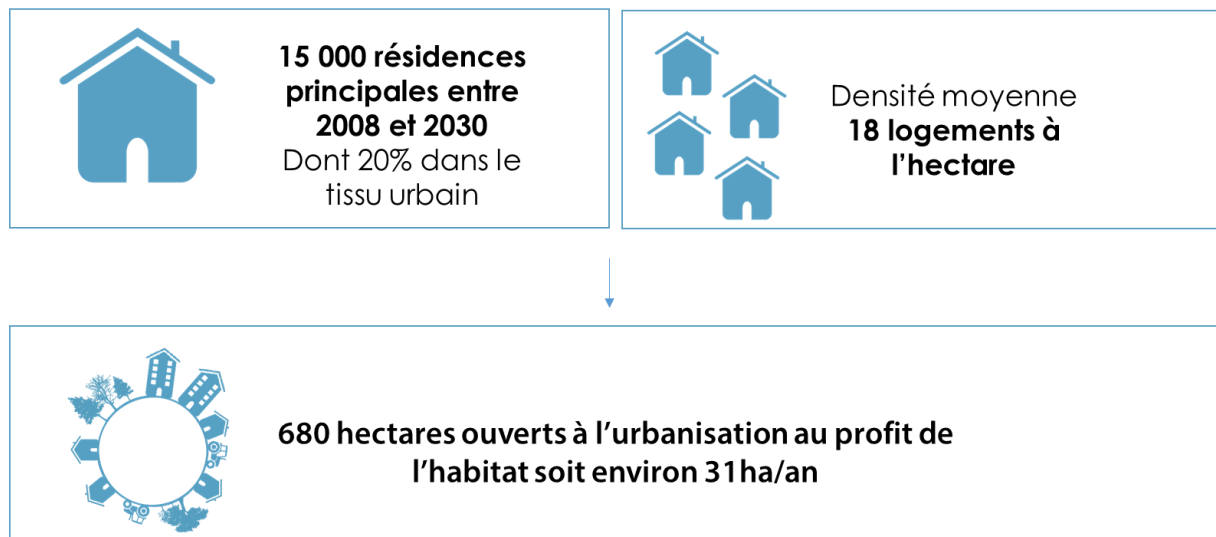 15 000 résidences
principales entre
2008 et 2030
Dont 20% dans le
tissu urbain
Densité moyenne
18 logements à
l’hectare
680 hectares ouverts à l’urbanisation au profit de
l’habitat soit environ 31ha/an